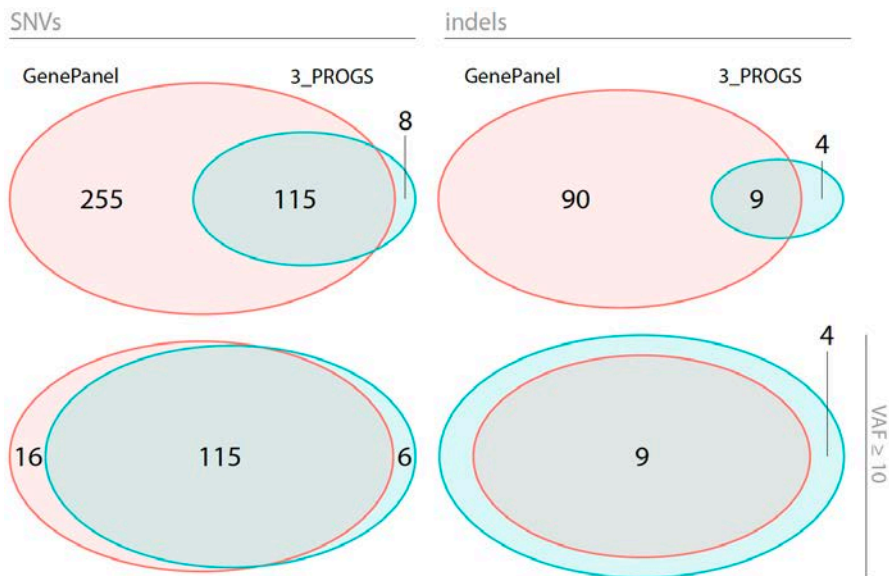 SNVs
indels
GenePanel
3_PROGS
GenePanel
3_PROGS
8
4
255
115
90
9
4
16
115
6
9
VAF ≥ 10